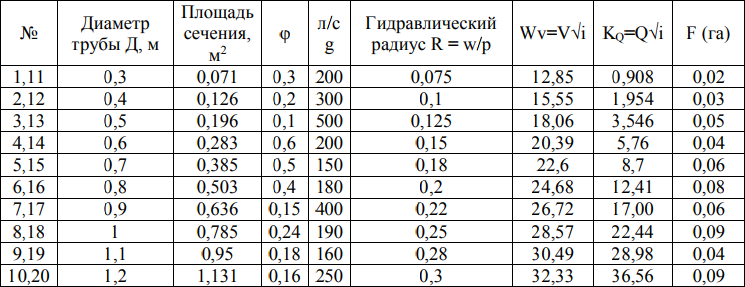 № Диаметр трубы Д, м Площадь сечения, м² φ л/с g Гидравлический радиус R = w/p Wv=V√i K_Q=Q√i F (га)
1,11 0,3 0,071 0,3 200 0,075 12,85 0,908 0,02
2,12 0,4 0,126 0,2 300 0,1 15,55 1,954 0,03
3,13 0,5 0,196 0,1 500 0,125 18,06 3,546 0,05
4,14 0,6 0,283 0,6 200 0,15 20,39 5,76 0,04
5,15 0,7 0,385 0,5 150 0,18 22,6 8,7 0,06
6,16 0,8 0,503 0,4 180 0,2 24,68 12,41 0,08
7,17 0,9 0,636 0,15 400 0,22 26,72 17,00 0,06
8,18 1 0,785 0,24 190 0,25 28,57 22,44 0,09
9,19 1,1 0,95 0,18 160 0,28 30,49 28,98 0,04
10,20 1,2 1,131 0,16 250 0,3 32,33 36,56 0,09